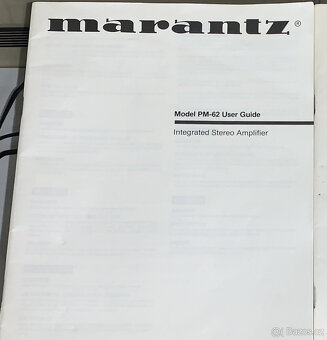 marantz®
Model PM-62 User Guide
Integrated Stereo Amplifier
Bazos.cz